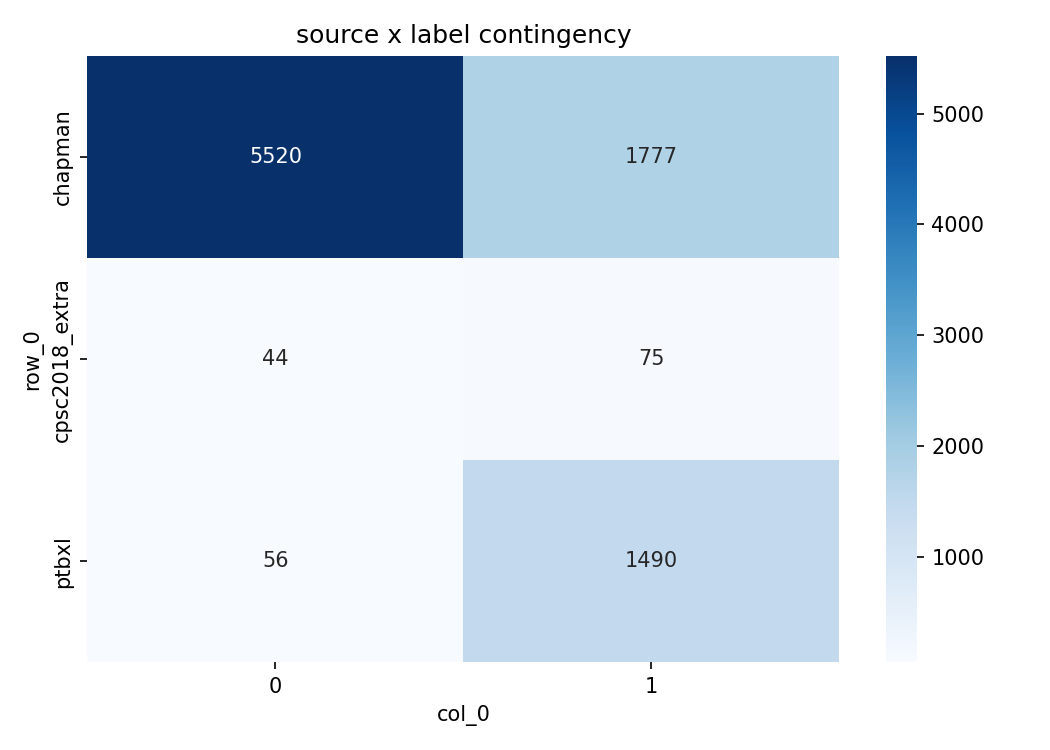 source x label contingency
chapman
cpsc2018_extra
ptbxl
row_0
5520
1777
44
75
56
1490
0
1
col_0
5000
4000
3000
2000
1000